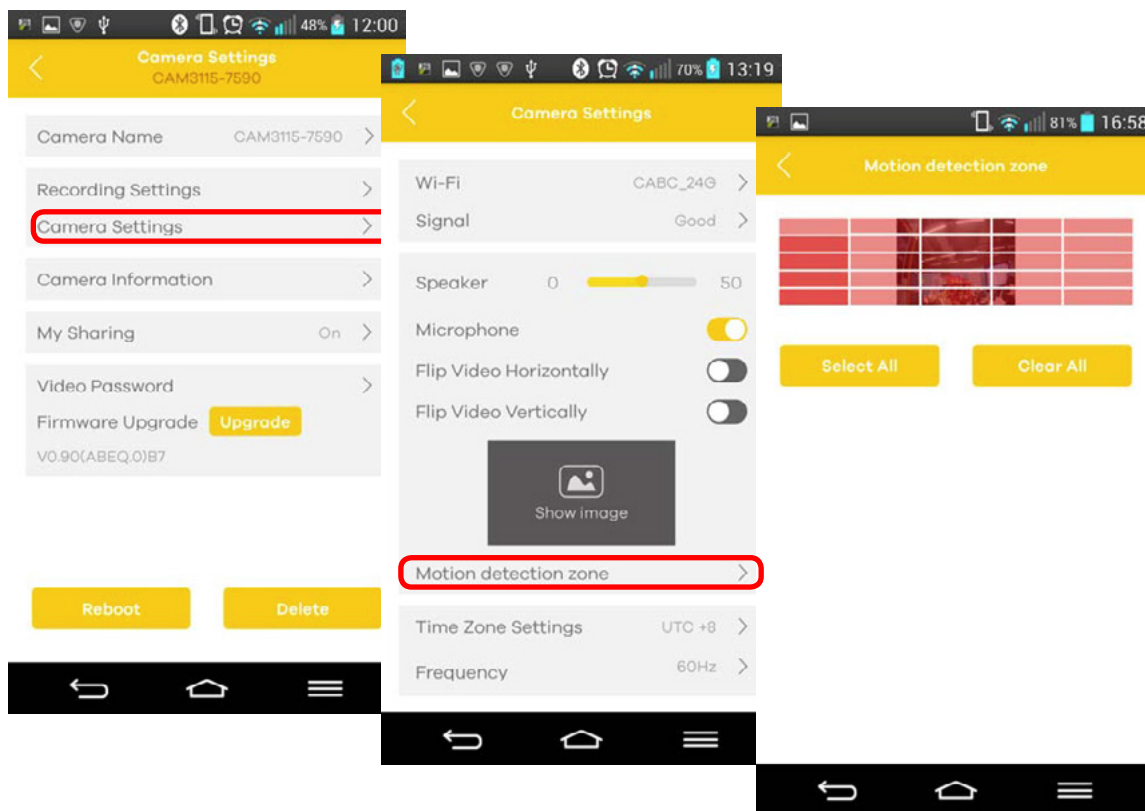 48% 12:00
Camera Settings
CAM3115-7590
Camera Name CAM3115-7590
Recording Settings
Camera Settings
Camera Information
My Sharing On
Video Password
Firmware Upgrade Upgrade
V0.90(ABEQ.0)B7
Reboot Delete
70% 13:19
Camera Settings
Wi-Fi CABC_24G
Signal Good
Speaker 0 50
Microphone
Flip Video Horizontally
Flip Video Vertically
Show image
Motion detection zone
Time Zone Settings UTC +8
Frequency 60Hz
81% 16:58
Motion detection zone
Select All Clear All